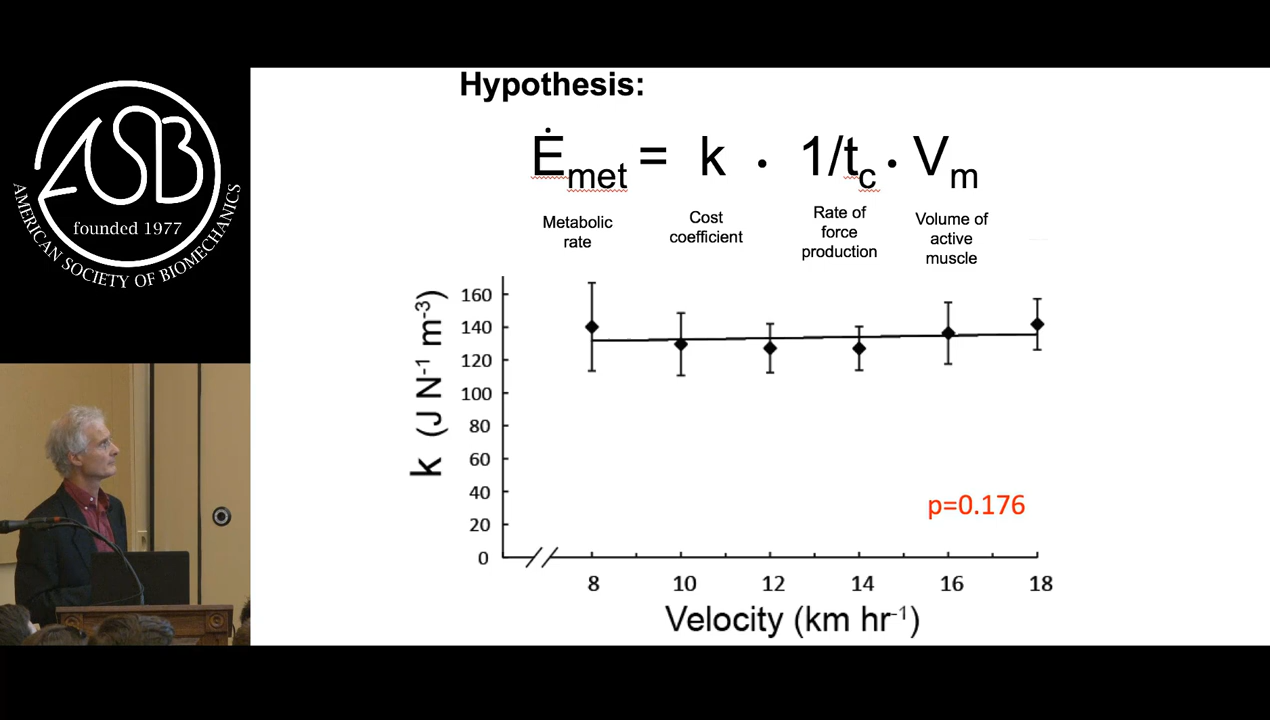 ASB
founded 1977
AMERICAN SOCIETY OF BIOMECHANICS
Hypothesis:
Ėmet = k · 1/tc · Vm
Metabolic
rate
Cost
coefficient
Rate of
force
production
Volume of
active
muscle
k (J N⁻¹ m⁻³)
160
140
120
100
80
60
40
20
0
p=0.176
8 10 12 14 16 18
Velocity (km hr⁻¹)